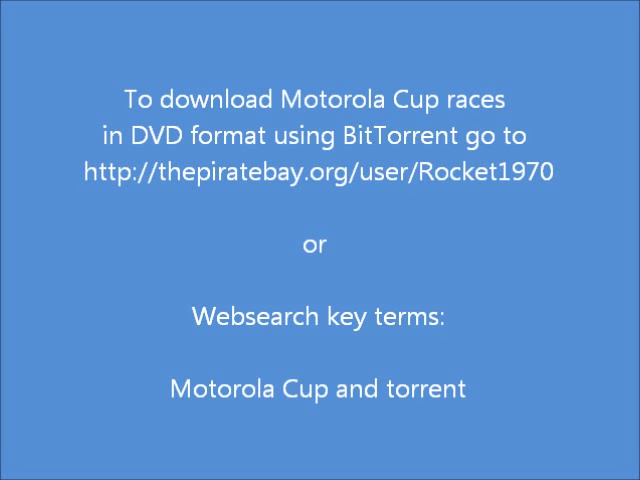 To download Motorola Cup races
in DVD format using BitTorrent go to
http://thepiratebay.org/user/Rocket1970
or
Websearch key terms:
Motorola Cup and torrent